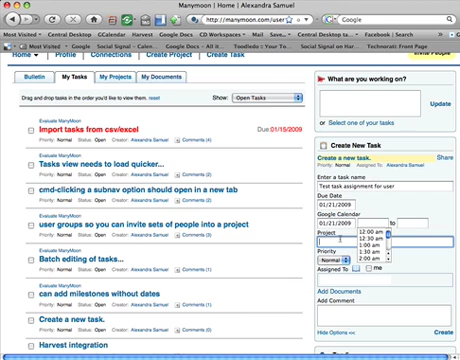 Manymoon | Home | Alexandra Samuel
http://manymoon.com/user
Google
Most Visited
Central Desktop
GCalendar
Harvest
Google Docs
CD Workspaces
Mail
Save...
Central Desktop ta...
Facebook | Search
Most Visited
Google Docs
Social Signal - Calen...
Toodledo :: Your To...
Social Signal on Har...
Technorati: Front Page
Home
Profile
Connections
Create Project
Create Task
Invite People
Bulletin
My Tasks
My Projects
My Documents
Drag and drop tasks in the order you'd like to view them. reset
Show:
Open Tasks
Evaluate ManyMoon
Import tasks from csv/excel
Due:01/15/2009
Priority: Normal Status: Open Creator: Alexandra Samuel Comments (4)
Evaluate ManyMoon
Tasks view needs to load quicker...
Priority: Normal Status: Open Creator: Alexandra Samuel Comments (2)
Evaluate ManyMoon
cmd-clicking a subnav option should open in a new tab
Priority: Normal Status: Open Creator: Alexandra Samuel Comments (2)
Evaluate ManyMoon
user groups so you can invite sets of people into a project
Priority: Normal Status: Open Creator: Alexandra Samuel Comments (2)
Evaluate ManyMoon
Batch editing of tasks...
Priority: Normal Status: Open Creator: Alexandra Samuel Comments (1)
Evaluate ManyMoon
can add milestones without dates
Priority: Normal Status: Open Creator: Alexandra Samuel Comments (1)
Evaluate ManyMoon
Create a new task.
Priority: Normal Status: Open Creator: Alexandra Samuel Comments (0)
Evaluate ManyMoon
Harvest integration
What are you working on?
Update
or Select one of your tasks
Create New Task
Create a new task.
Share
Priority: Normal Assigned To: Alexandra Samuel
Enter a task name
Test task assignment for user
Due Date
01/21/2009
Google Calendar
01/21/2009
to
12:00 am
12:30 am
1:00 am
1:30 am
2:00 am
Project
Priority
Normal
Assigned To
me
Add Documents
Add Comment
Hide Options <<
Create